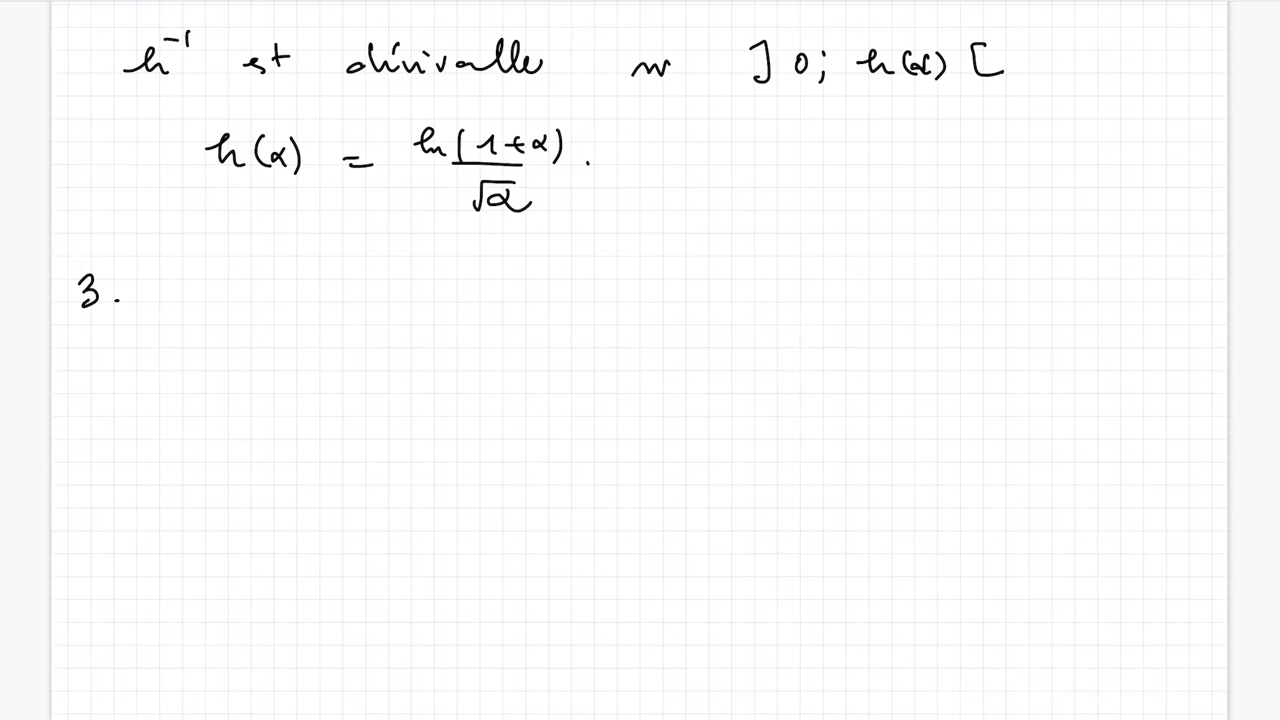 h⁻¹ est dérivable sur ]0; h(α)[
h(α) = ln(1+α)/√α.
3.